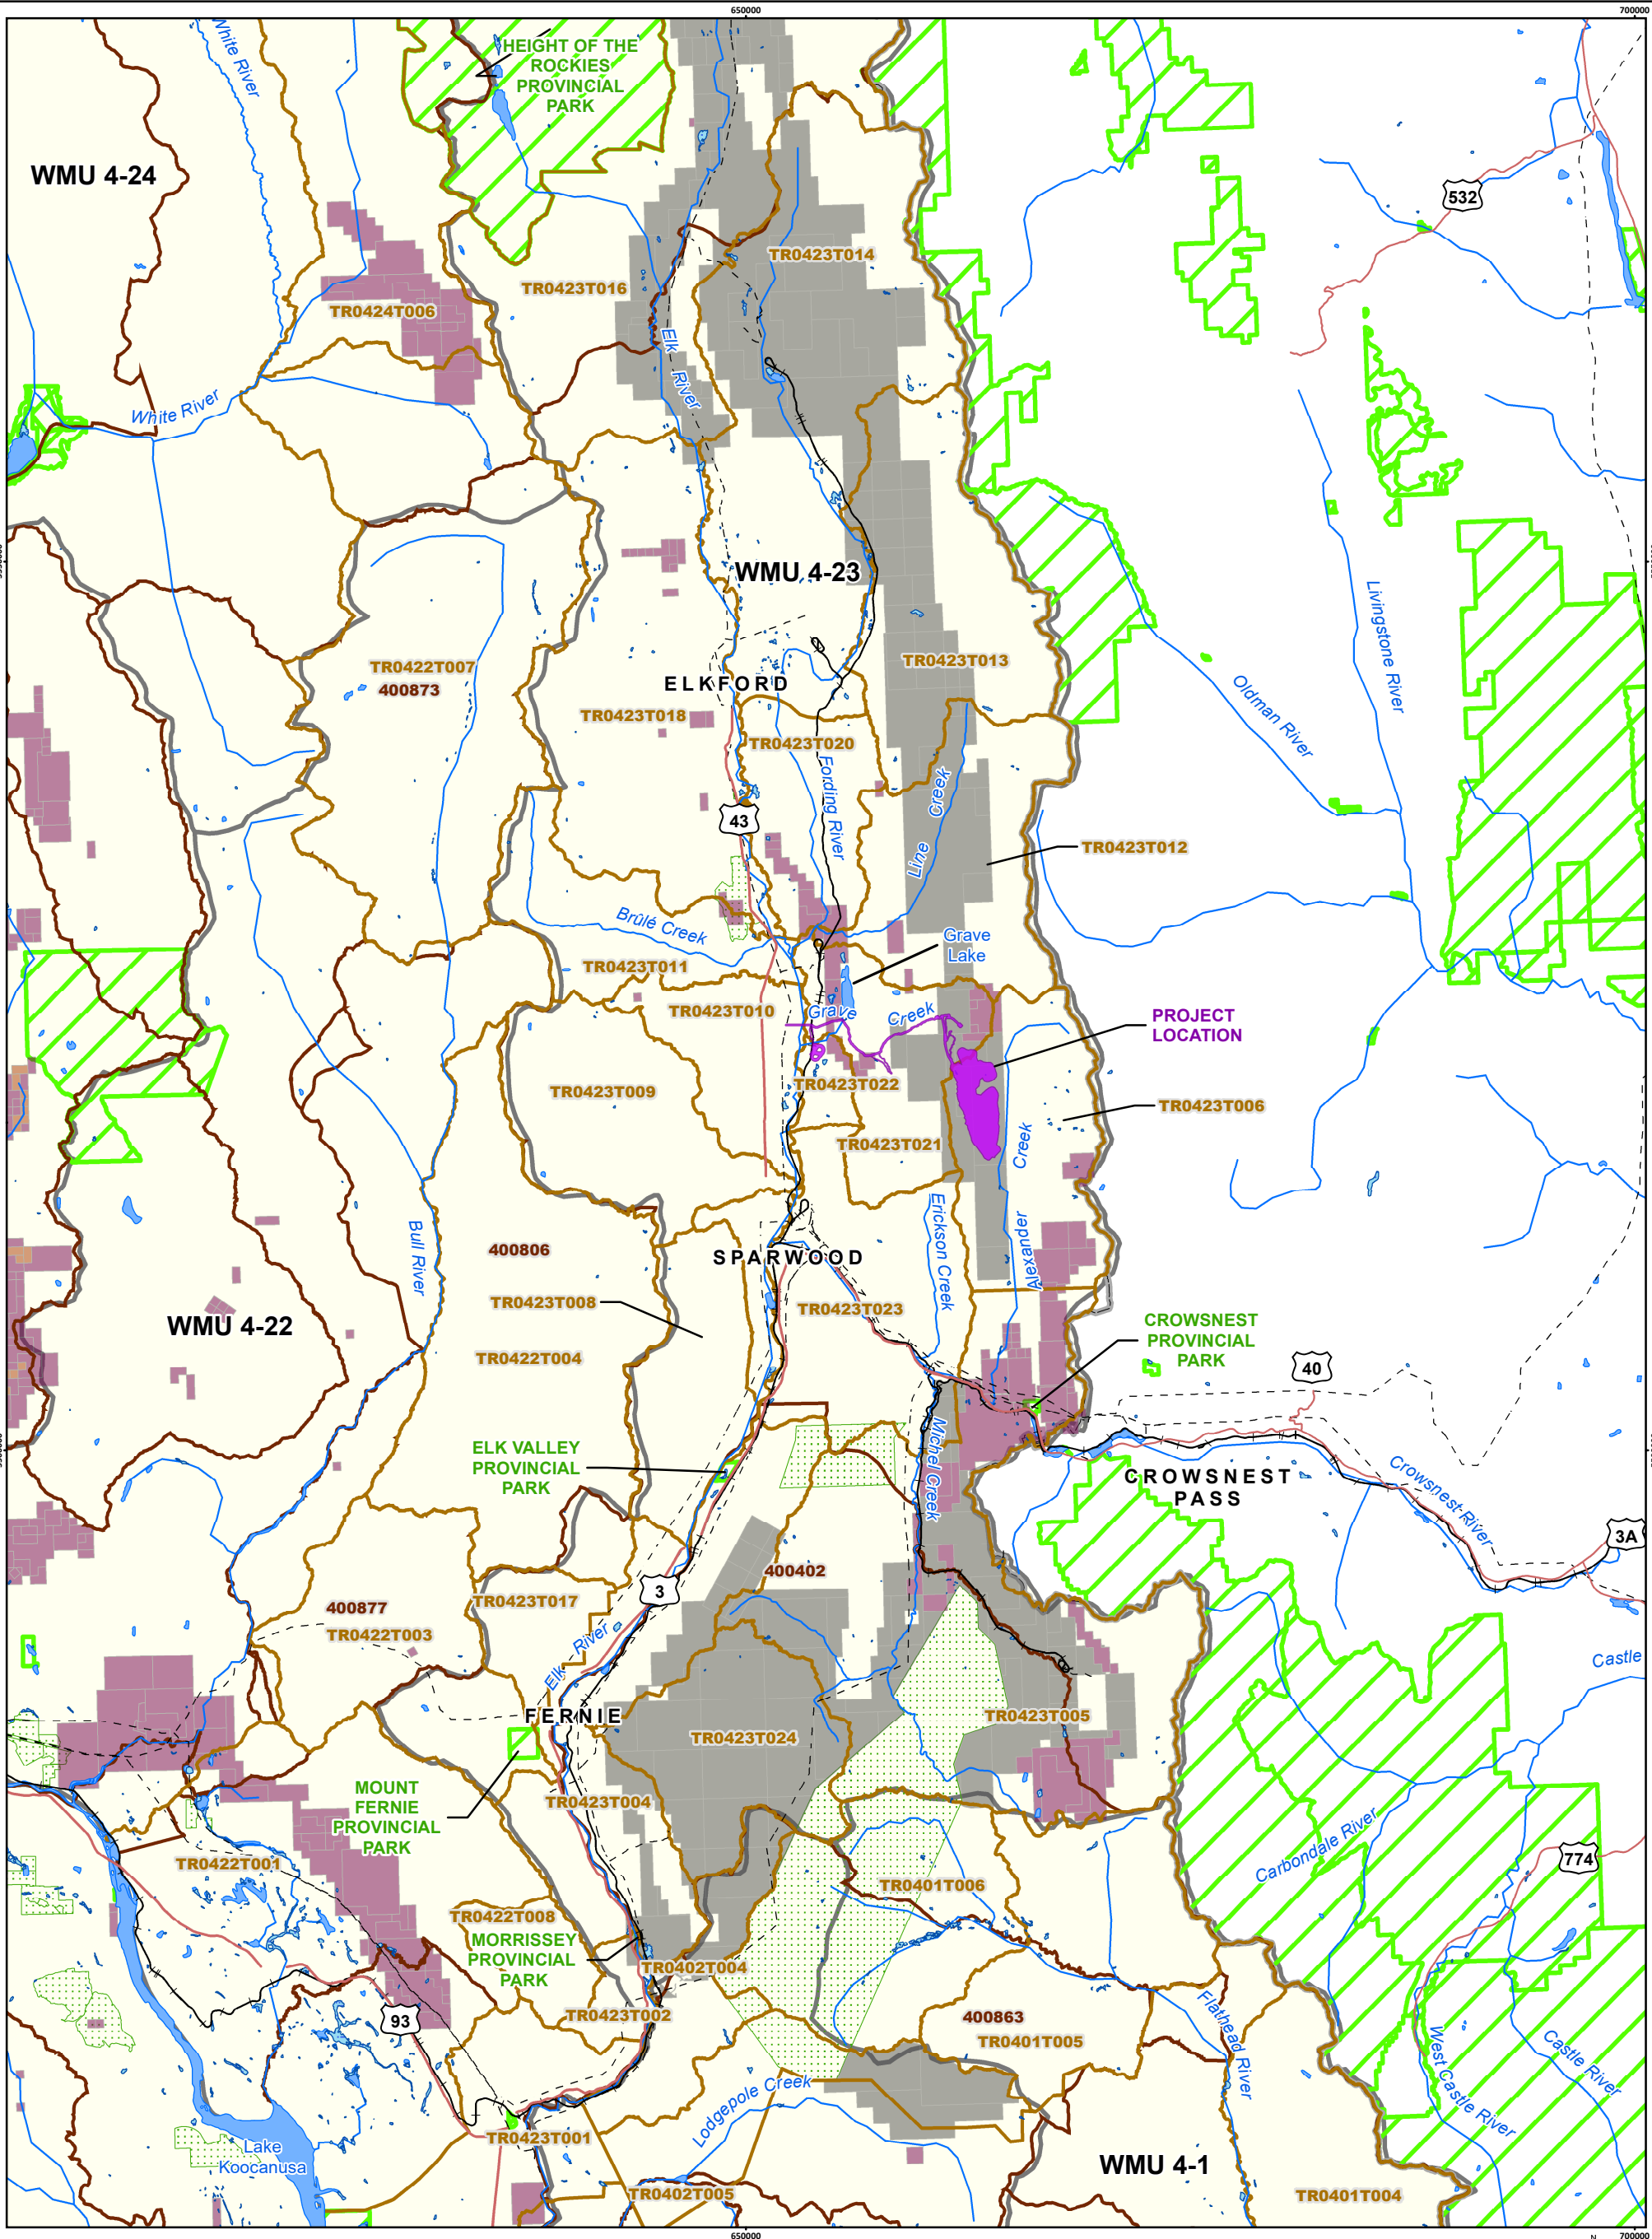 650000
700000
White River
HEIGHT OF THE
ROCKIES
PROVINCIAL
PARK
WMU 4-24
532
TR0423T014
TR0423T016
TR0424T006
Elk River
White River
WMU 4-23
Livingstone River
TR0422T007
400873
TR0423T013
ELKFORD
Oldman River
TR0423T018
TR0423T020
Fording River
43
Line Creek
TR0423T012
Brûlé Creek
Grave
Lake
TR0423T011
TR0423T010
Grave Creek
PROJECT
LOCATION
TR0423T009
TR0423T022
TR0423T006
TR0423T021
Alexander Creek
Erickson Creek
Bull River
400806
SPARWOOD
TR0423T008
TR0423T023
WMU 4-22
CROWSNEST
PROVINCIAL
PARK
TR0422T004
40
ELK VALLEY
PROVINCIAL
PARK
Michel Creek
CROWSNEST
PASS
Crowsnest River
3A
400402
3
TR0423T017
400877
TR0422T003
Elk River
Castle
FERNIE
TR0423T005
TR0423T024
MOUNT
FERNIE
PROVINCIAL
PARK
TR0423T004
Carbondale River
774
TR0422T001
TR0401T006
TR0422T008
MORRISSEY
PROVINCIAL
PARK
TR0402T004
TR0423T002
93
400863
TR0401T005
Flathead River
West Castle River
Castle River
Lodgepole Creek
TR0423T001
Lake
Koocanusa
WMU 4-1
TR0402T005
TR0401T004
650000
700000